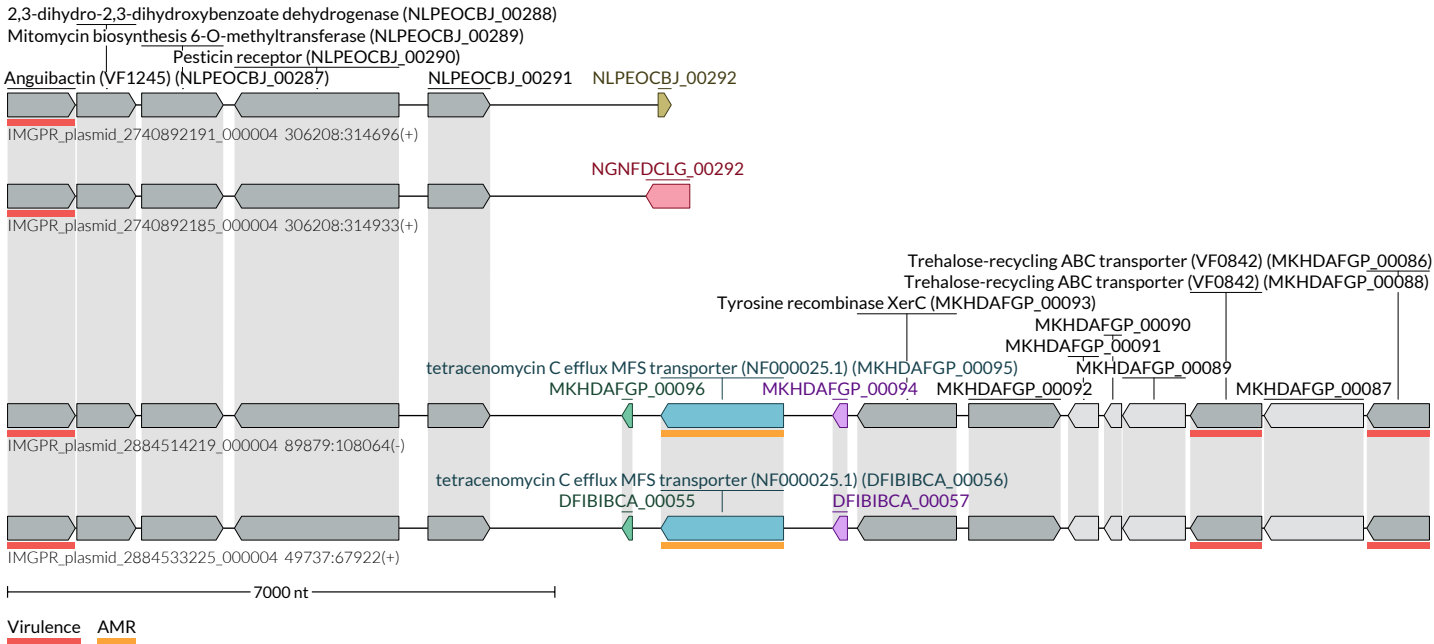 2,3-dihydro-2,3-dihydroxybenzoate dehydrogenase (NLPEOCBJ_00288)
Mitomycin biosynthesis 6-O-methyltransferase (NLPEOCBJ_00289)
Pesticin receptor (NLPEOCBJ_00290)
Anguibactin (VF1245) (NLPEOCBJ_00287) NLPEOCBJ_00291 NLPEOCBJ_00292
IMGPR_plasmid_2740892191_000004 306208:314696(+)
NGNFDCLG_00292
IMGPR_plasmid_2740892185_000004 306208:314933(+)
Trehalose-recycling ABC transporter (VF0842) (MKHDAFGP_00086)
Trehalose-recycling ABC transporter (VF0842) (MKHDAFGP_00088)
Tyrosine recombinase XerC (MKHDAFGP_00093)
MKHDAFGP_00090
MKHDAFGP_00091
tetracenomycin C efflux MFS transporter (NF000025.1) (MKHDAFGP_00095) MKHDAFGP_00089
MKHDAFGP_00096 MKHDAFGP_00094 MKHDAFGP_00092 MKHDAFGP_00087
IMGPR_plasmid_2884514219_000004 89879:108064(-)
tetracenomycin C efflux MFS transporter (NF000025.1) (DFIBIBCA_00056)
DFIBIBCA_00055 DFIBIBCA_00057
IMGPR_plasmid_2884533225_000004 49737:67922(+)
7000 nt
Virulence AMR